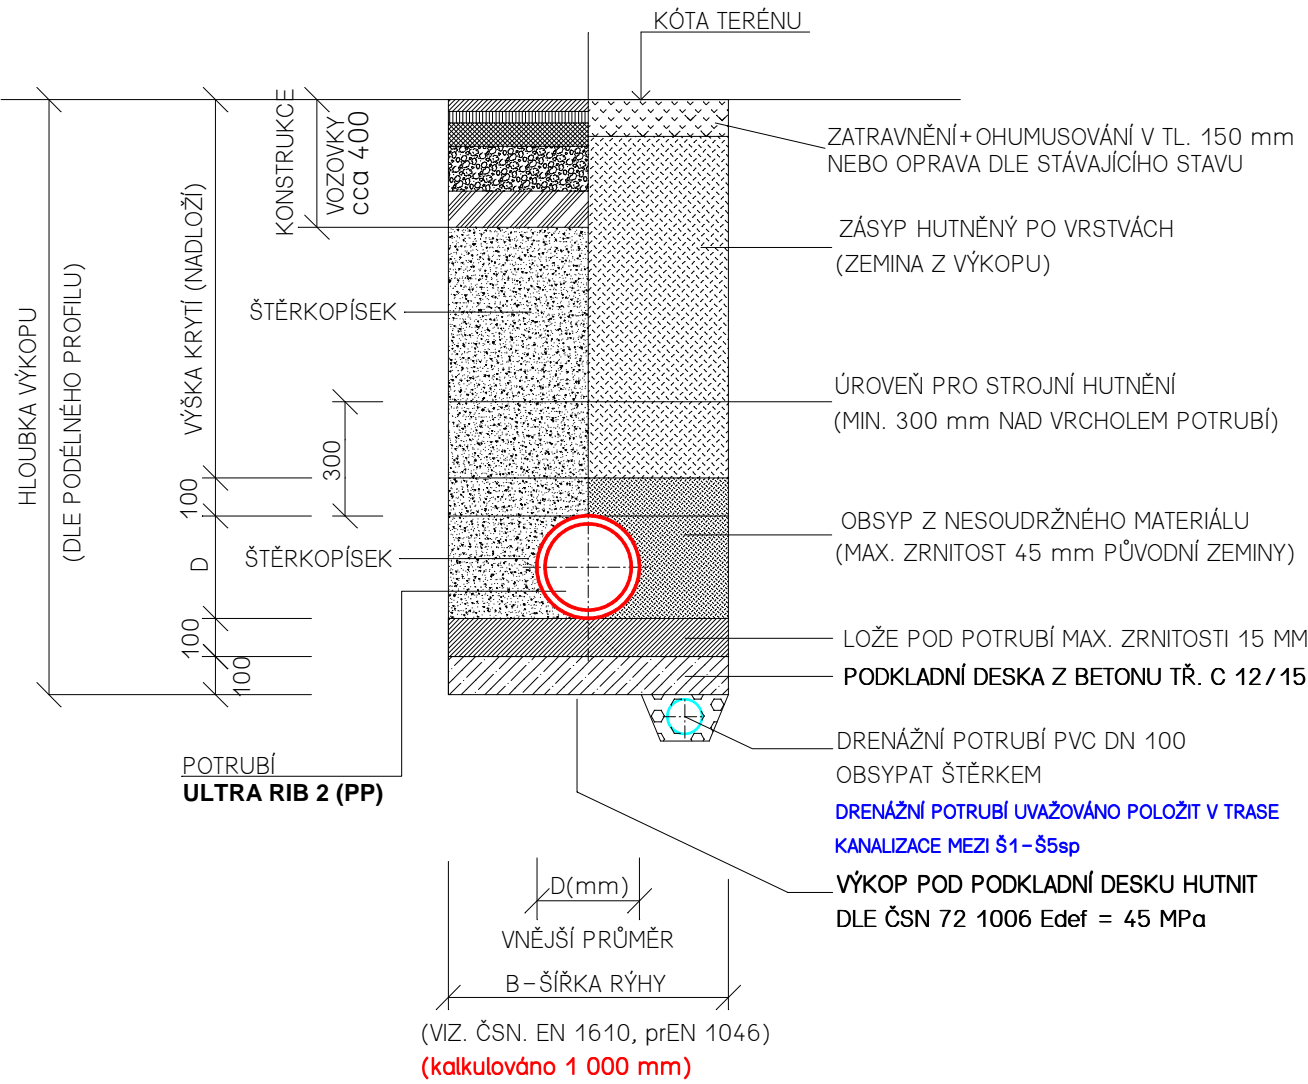 KÓTA TERÉNU
KONSTRUKCE
VOZOVKY
cca 400
ZATRAVNĚNÍ+OHUMUSOVÁNÍ V TL. 150 mm
NEBO OPRAVA DLE STÁVAJÍCÍHO STAVU
ZÁSYP HUTNĚNÝ PO VRSTVÁCH
(ZEMINA Z VÝKOPU)
HLOUBKA VÝKOPU
(DLE PODÉLNÉHO PROFILU)
VÝŠKA KRYTÍ (NADLOŽÍ)
ŠTĚRKOPÍSEK
ÚROVEŇ PRO STROJNÍ HUTNĚNÍ
(MIN. 300 mm NAD VRCHOLEM POTRUBÍ)
300
100
OBSYP Z NESOUDRŽNÉHO MATERIÁLU
(MAX. ZRNITOST 45 mm PŮVODNÍ ZEMINY)
D
ŠTĚRKOPÍSEK
100
LOŽE POD POTRUBÍ MAX. ZRNITOSTI 15 MM
100
PODKLADNÍ DESKA Z BETONU TŘ. C 12/15
DRENÁŽNÍ POTRUBÍ PVC DN 100
OBSYPAT ŠTĚRKEM
POTRUBÍ
ULTRA RIB 2 (PP)
DRENÁŽNÍ POTRUBÍ UVAŽOVÁNO POLOŽIT V TRASE
KANALIZACE MEZI Š1-Š5sp
VÝKOP POD PODKLADNÍ DESKU HUTNIT
DLE ČSN 72 1006 Edef = 45 MPa
D(mm)
VNĚJŠÍ PRŮMĚR
B-ŠÍŘKA RÝHY
(VIZ. ČSN. EN 1610, prEN 1046)
(kalkulováno 1 000 mm)